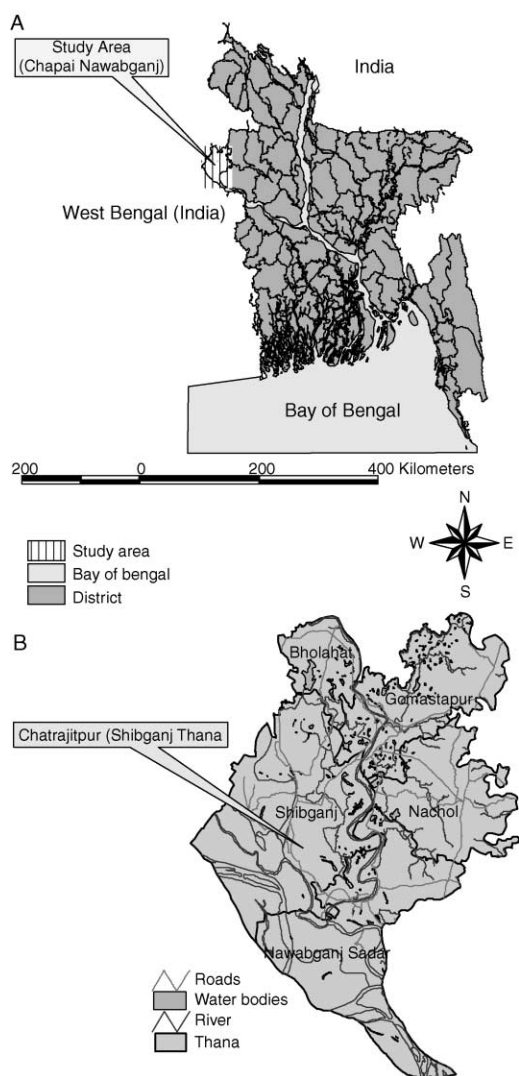 A
Study Area
(Chapai Nawabganj)
India
West Bengal (India)
Bay of Bengal
200 0 200 400 Kilometers
Study area
Bay of bengal
District
N
W E
S
B
Bholahat
Gomastapur
Chatrajitpur (Shibganj Thana
Shibganj
Nachol
Nawabganj Sadar
Roads
Water bodies
River
Thana